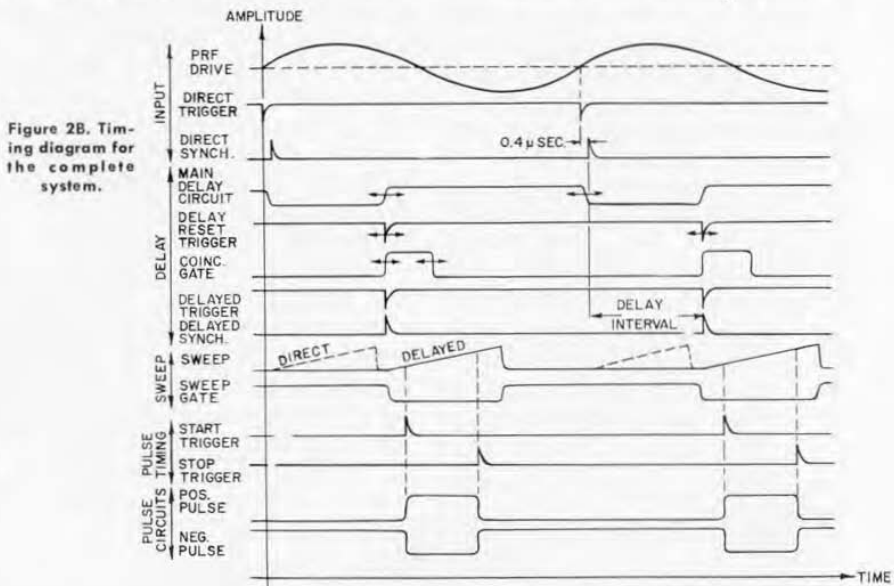 AMPLITUDE
PRF
DRIVE
DIRECT
TRIGGER
DIRECT
SYNCH.
0.4 μ SEC.
INPUT
Figure 2B. Tim-
ing diagram for
the complete
system.
MAIN
DELAY
CIRCUIT
DELAY
RESET
TRIGGER
COINC.
GATE
DELAYED
TRIGGER
DELAYED
SYNCH.
DELAY
INTERVAL
DELAY
SWEEP
DIRECT
DELAYED
SWEEP
GATE
SWEEP
START
TRIGGER
STOP
TRIGGER
PULSE
TIMING
POS.
PULSE
NEG.
PULSE
PULSE
CIRCUITS
TIME